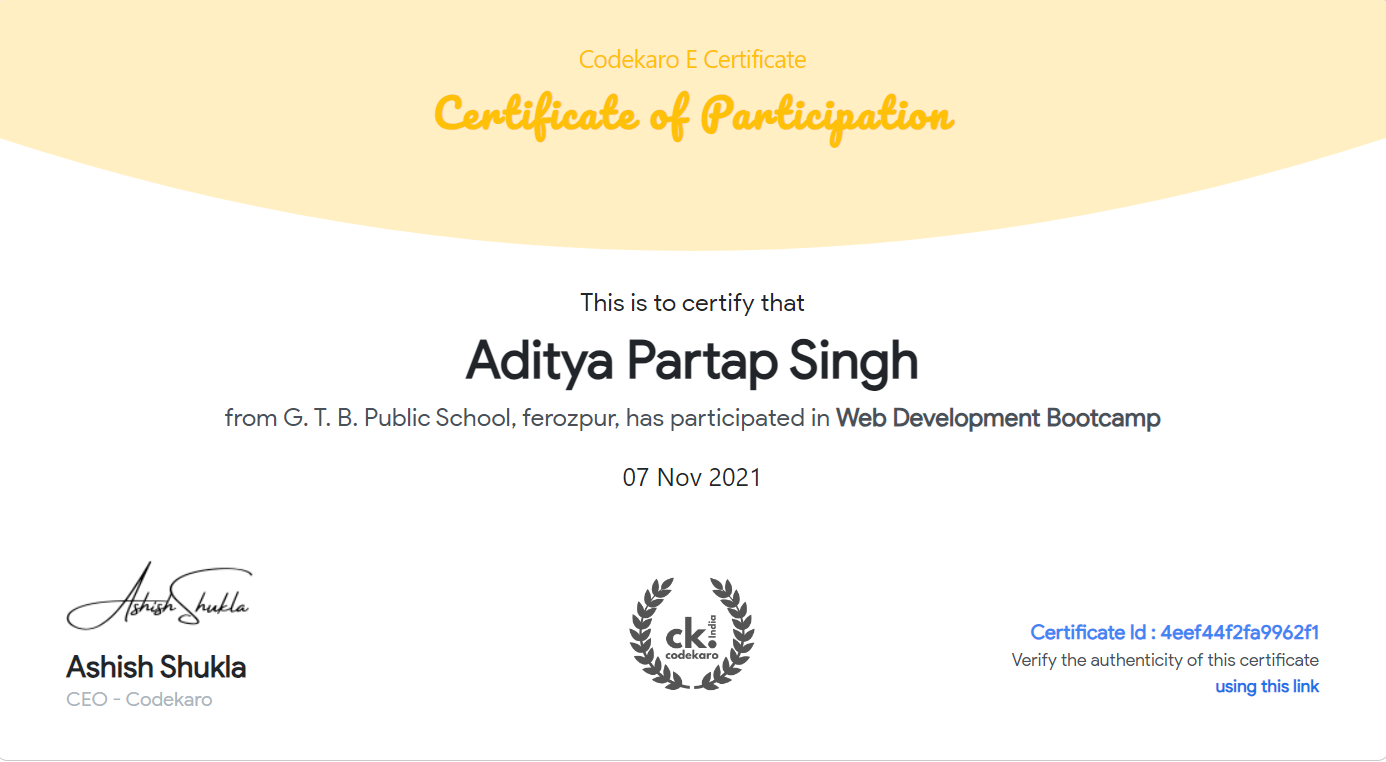 Codekaro E Certificate
Certificate of Participation
This is to certify that
Aditya Partap Singh
from G. T. B. Public School, ferozpur, has participated in Web Development Bootcamp
07 Nov 2021
Ashish Shukla
Ashish Shukla
CEO - Codekaro
ck. India
codekaro
Certificate Id : 4eef44f2fa9962f1
Verify the authenticity of this certificate
using this link